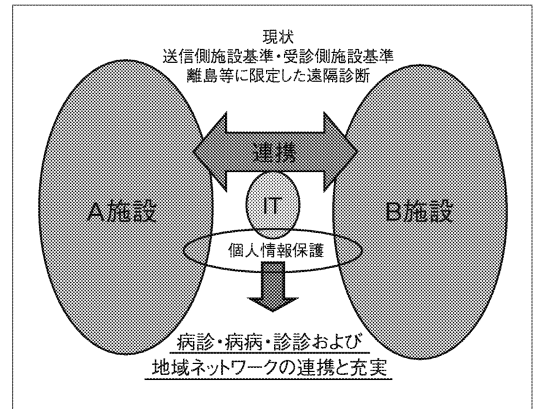 現状
送信側施設基準・受診側施設基準
離島等に限定した遠隔診断
連携
A施設
IT
B施設
個人情報保護
病診・病病・診診および
地域ネットワークの連携と充実